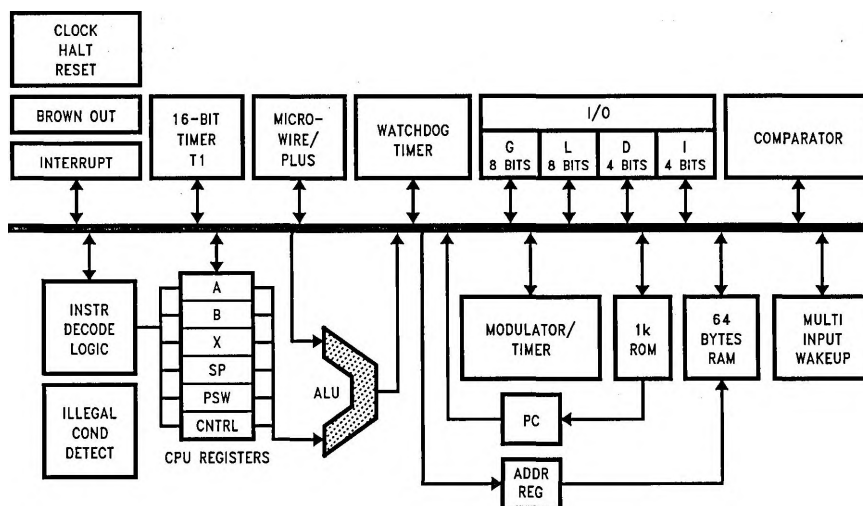 CLOCK
HALT
RESET
BROWN OUT
INTERRUPT
16-BIT
TIMER
T1
MICRO-
WIRE/
PLUS
WATCHDOG
TIMER
I/O
G
8 BITS
L
8 BITS
D
4 BITS
I
4 BITS
COMPARATOR
INSTR
DECODE
LOGIC
ILLEGAL
COND
DETECT
A
B
X
SP
PSW
CNTRL
CPU REGISTERS
ALU
MODULATOR/
TIMER
1k
ROM
64
BYTES
RAM
MULTI
INPUT
WAKEUP
PC
ADDR
REG